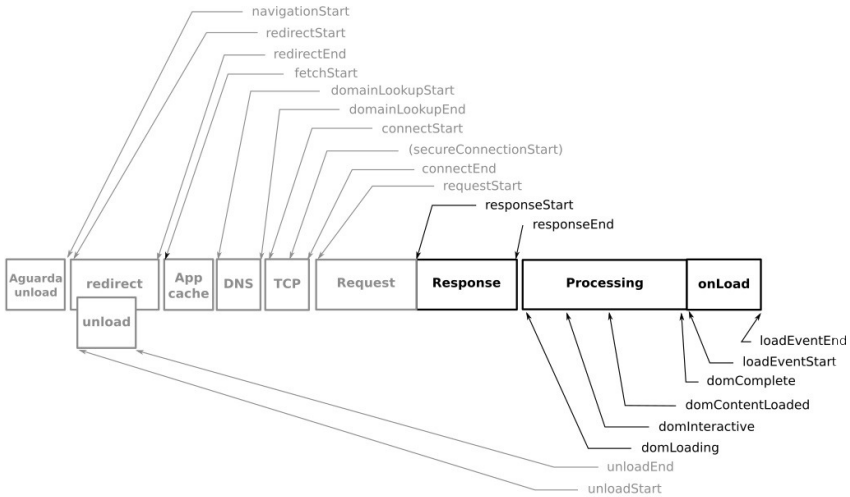 navigationStart
redirectStart
redirectEnd
fetchStart
domainLookupStart
domainLookupEnd
connectStart
(secureConnectionStart)
connectEnd
requestStart
responseStart
responseEnd
Aguarda
unload
redirect
unload
App
cache
DNS
TCP
Request
Response
Processing
onLoad
loadEventEnd
loadEventStart
domComplete
domContentLoaded
domInteractive
domLoading
unloadEnd
unloadStart